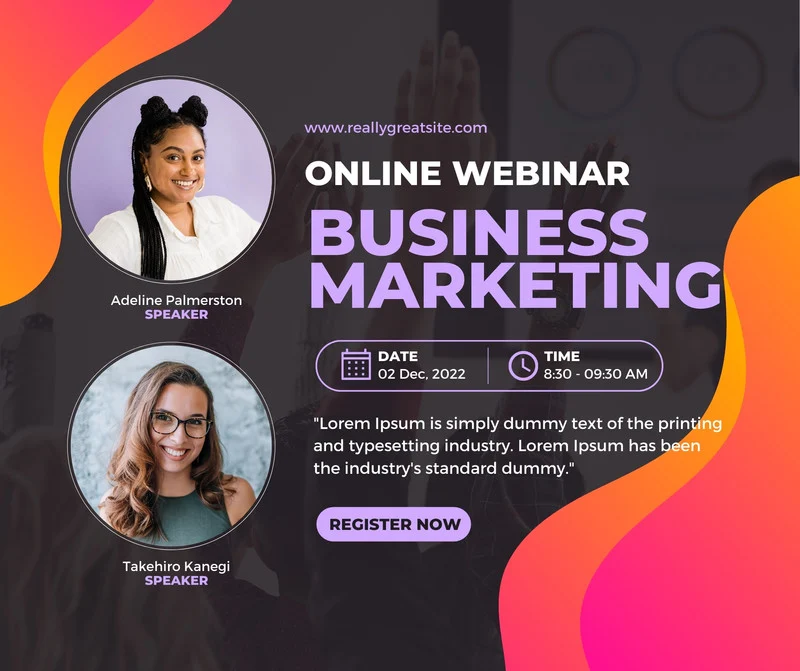 www.reallygreatsite.com
ONLINE WEBINAR
BUSINESS
MARKETING
Adeline Palmerston
SPEAKER
DATE
02 Dec, 2022
TIME
8:30 - 09:30 AM
"Lorem Ipsum is simply dummy text of the printing
and typesetting industry. Lorem Ipsum has been
the industry's standard dummy."
REGISTER NOW
Takehiro Kanegi
SPEAKER